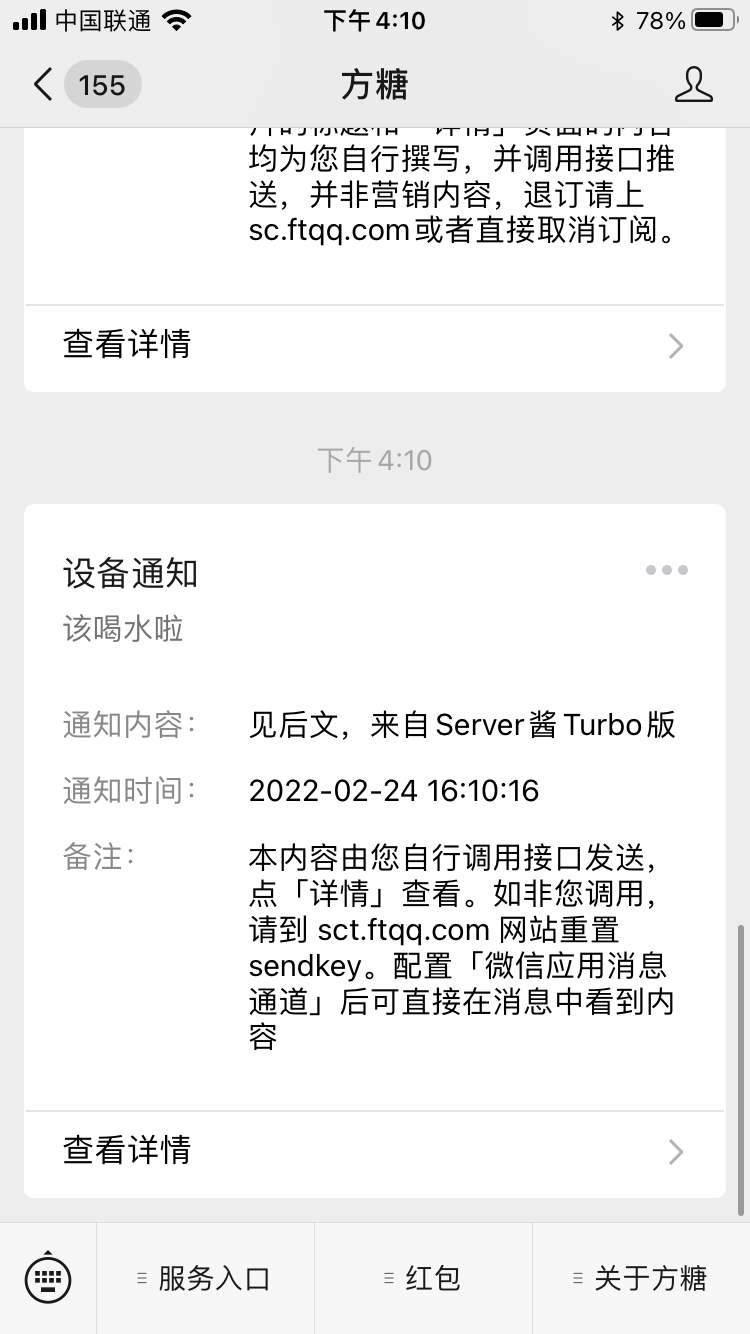 中国联通
下午4:10
78%
155
方糖
均为您自行撰写，并调用接口推
送，并非营销内容，退订请上
sc.ftqq.com或者直接取消订阅。
查看详情
下午4:10
设备通知
该喝水啦
通知内容：
见后文，来自Server酱Turbo版
通知时间：
2022-02-24 16:10:16
备注：
本内容由您自行调用接口发送，
点「详情」查看。如非您调用，
请到 sct.ftqq.com 网站重置
sendkey。配置「微信应用消息
通道」后可直接在消息中看到内
容
查看详情
服务入口
红包
关于方糖